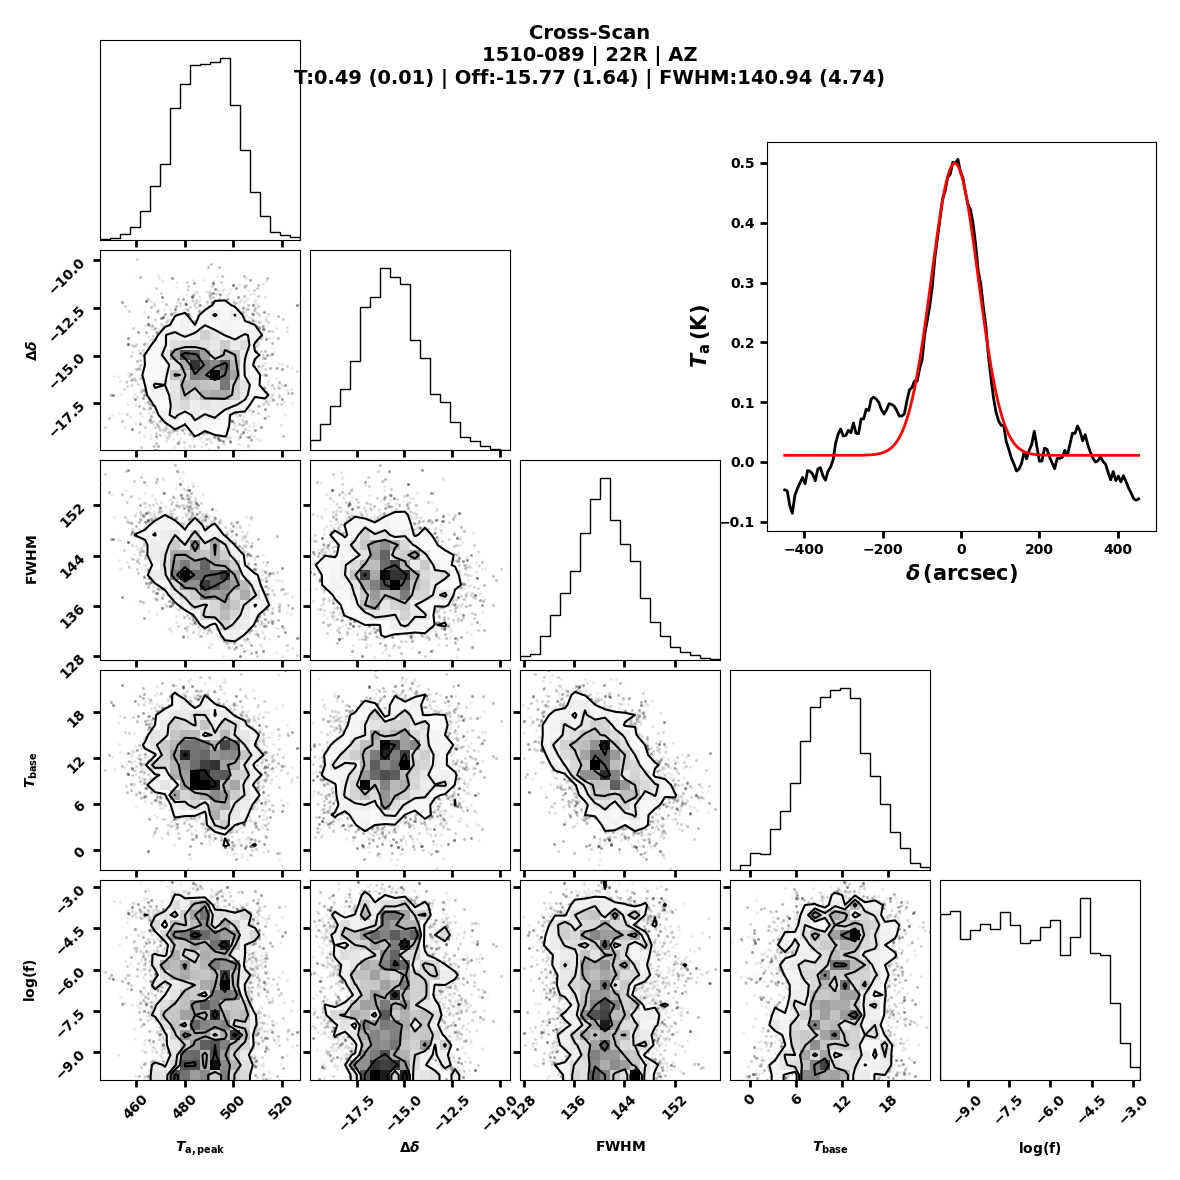 Cross-Scan
1510-089 | 22R | AZ
T:0.49 (0.01) | Off:-15.77 (1.64) | FWHM:140.94 (4.74)
0.5
0.4
0.3
0.2
0.1
0.0
−0.1
T_a (K)
−400 −200 0 200 400
δ (arcsec)
−10.0
−12.5
−15.0
−17.5
Δδ
152
144
136
128
FWHM
18
12
6
0
T_base
−3.0
−4.5
−6.0
−7.5
−9.0
log(f)
460 480 500 520
−17.5 −15.0 −12.5 −10.0
128 136 144 152
0 6 12 18
−9.0 −7.5 −6.0 −4.5 −3.0
T_a,peak Δδ FWHM T_base log(f)